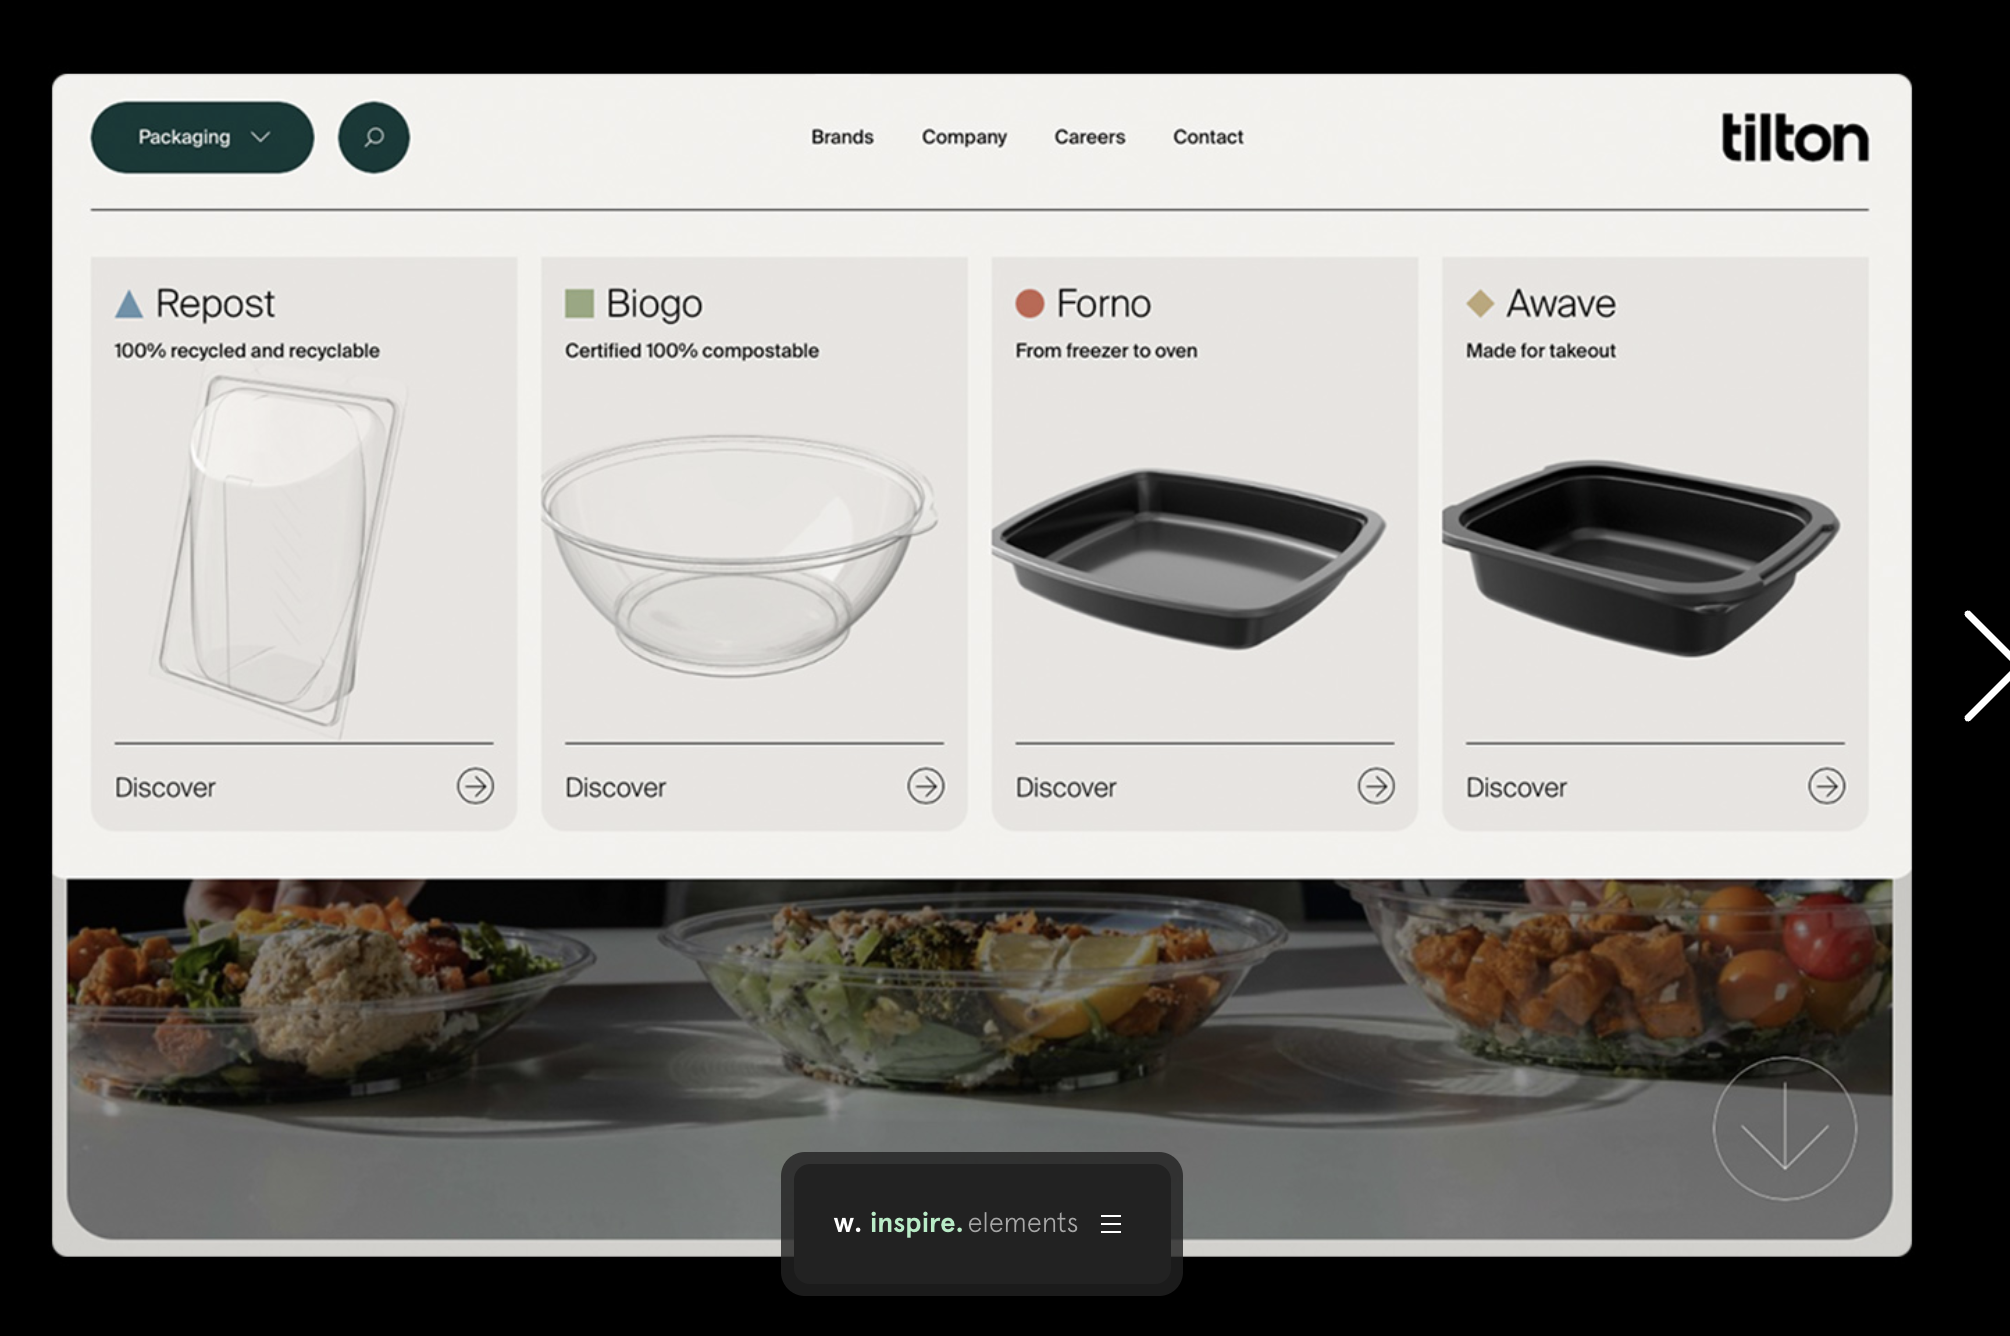 Packaging
Brands Company Careers Contact
tilton
Repost
100% recycled and recyclable
Discover
Biogo
Certified 100% compostable
Discover
Forno
From freezer to oven
Discover
Awave
Made for takeout
Discover
w. inspire. elements